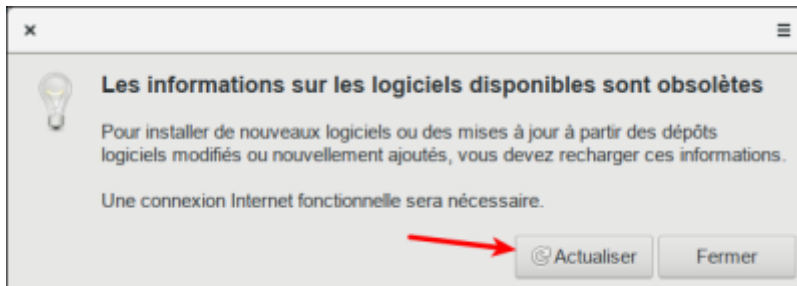 Les informations sur les logiciels disponibles sont obsolètes
Pour installer de nouveaux logiciels ou des mises à jour à partir des dépôts
logiciels modifiés ou nouvellement ajoutés, vous devez recharger ces informations.
Une connexion Internet fonctionnelle sera nécessaire.
Actualiser Fermer